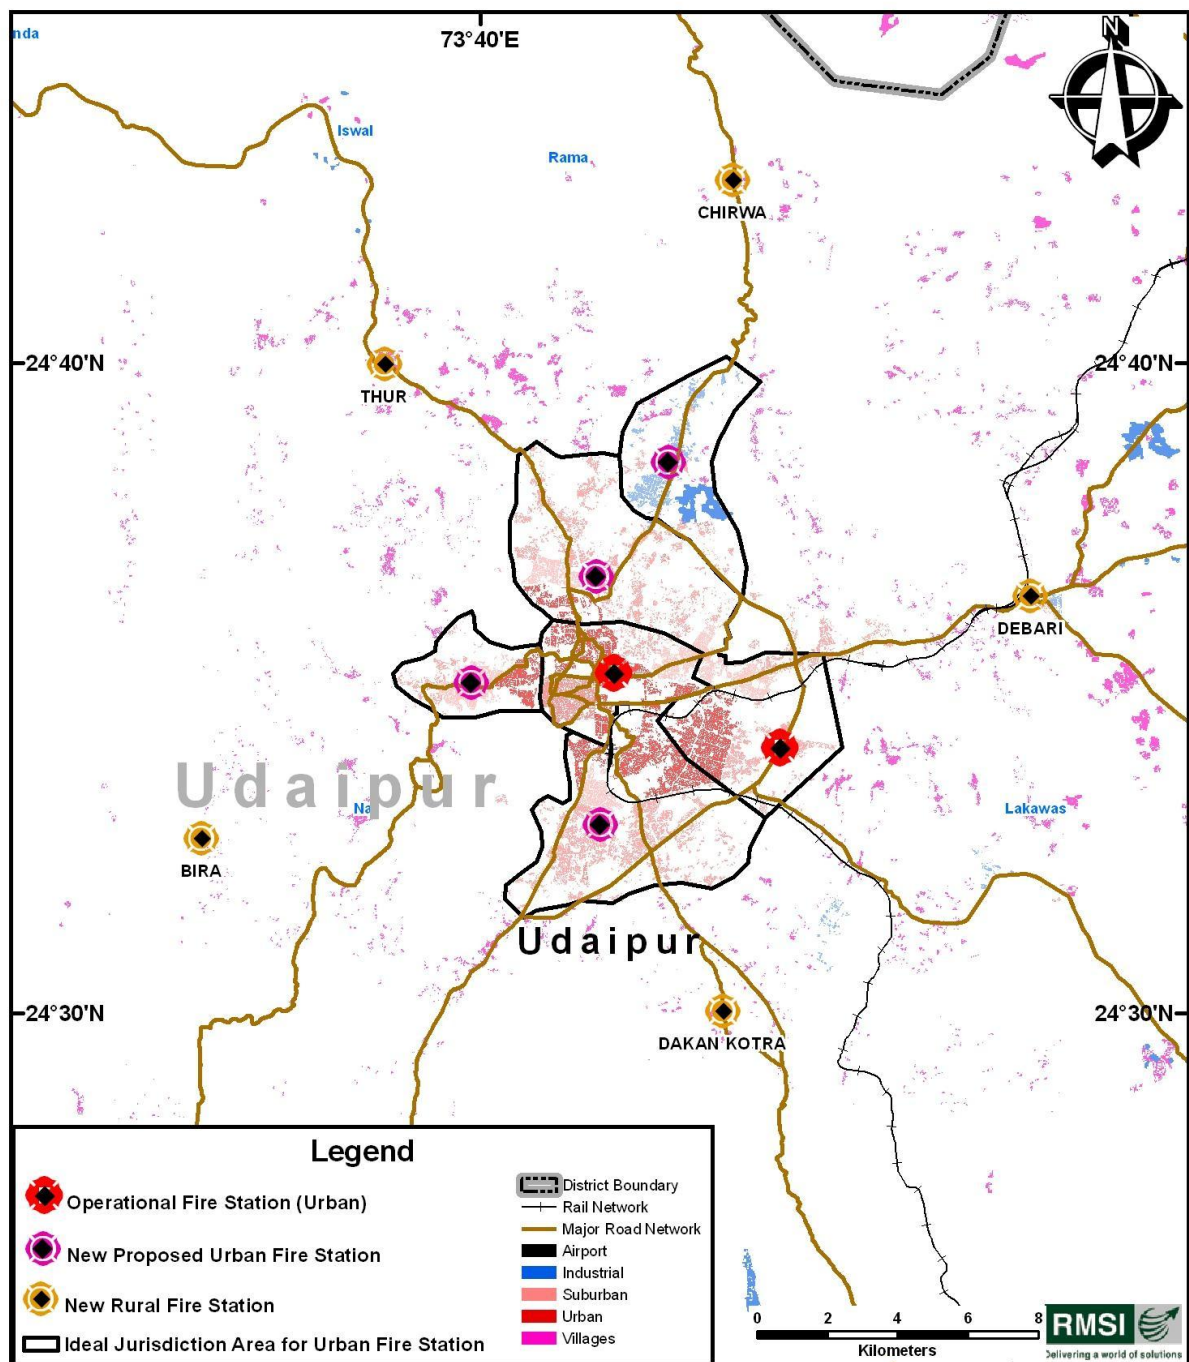 nda
73°40'E
N
Iswal
Rama
CHIRWA
24°40'N
24°40'N
THUR
DEBARI
Udaipur
Na
Lakawas
BIRA
Udaipur
24°30'N
24°30'N
DAKAN KOTRA
Legend
Operational Fire Station (Urban)
New Proposed Urban Fire Station
New Rural Fire Station
Ideal Jurisdiction Area for Urban Fire Station
District Boundary
Rail Network
Major Road Network
Airport
Industrial
Suburban
Urban
Villages
0 2 4 6 8
Kilometers
RMSI
Delivering a world of solutions